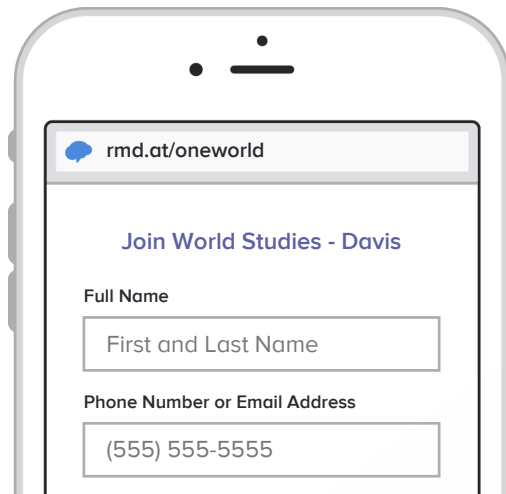 rmd.at/oneworld
Join World Studies - Davis
Full Name
First and Last Name
Phone Number or Email Address
(555) 555-5555